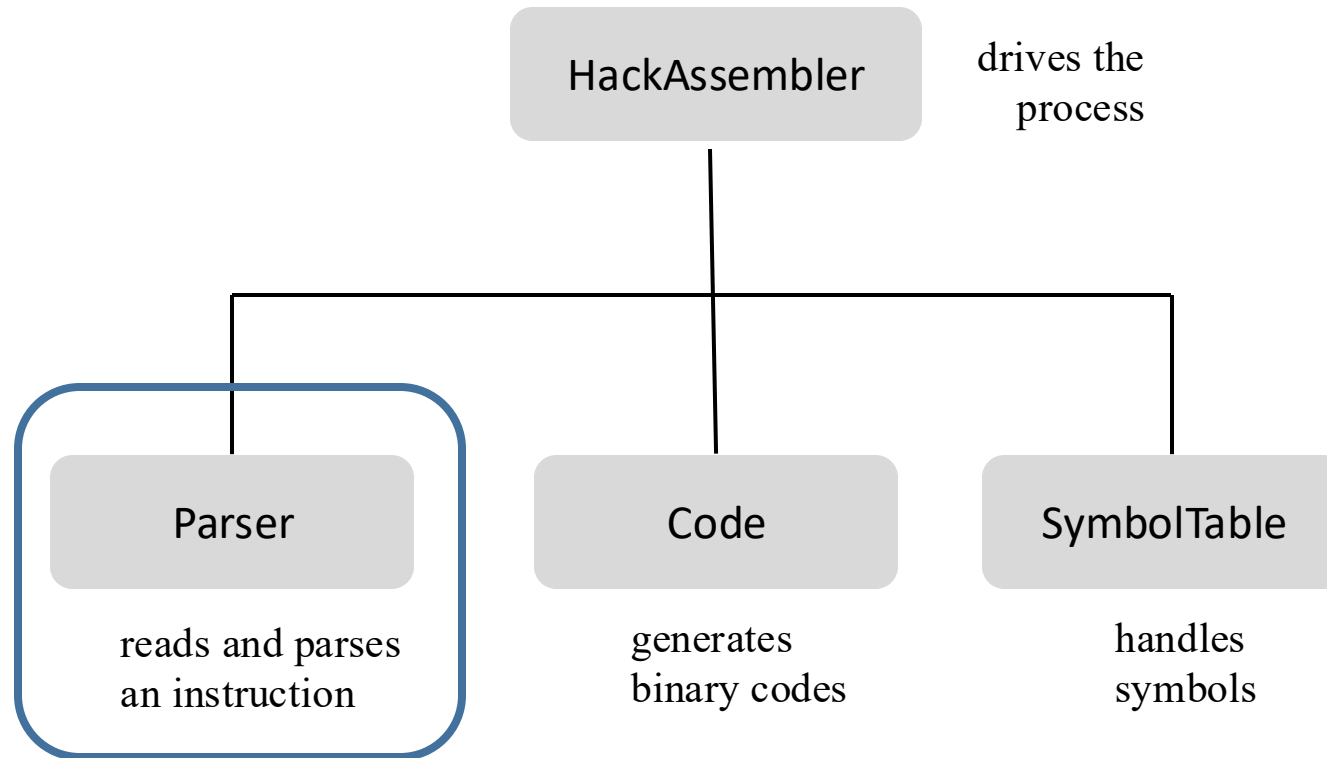 HackAssembler
drives the
process
Parser
reads and parses
an instruction
Code
generates
binary codes
SymbolTable
handles
symbols